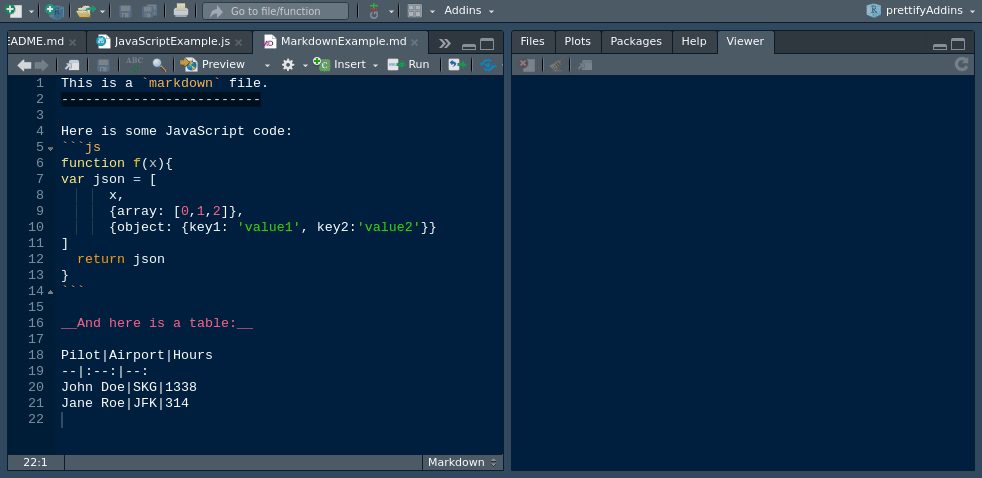 Go to file/function
Addins
prettifyAddins
EADME.md
JavaScriptExample.js
MarkdownExample.md
Files
Plots
Packages
Help
Viewer
ABC
Preview
Insert
Run
1 This is a `markdown` file.
2 -------------------------
3
4 Here is some JavaScript code:
5 ```js
6 function f(x){
7 var json = [
8       x,
9       {array: [0,1,2]},
10       {object: {key1: 'value1', key2:'value2'}}
11 ]
12   return json
13 }
14 ```
15
16 __And here is a table:__
17
18 Pilot|Airport|Hours
19 --|:--:|--:
20 John Doe|SKG|1338
21 Jane Roe|JFK|314
22
22:1
Markdown